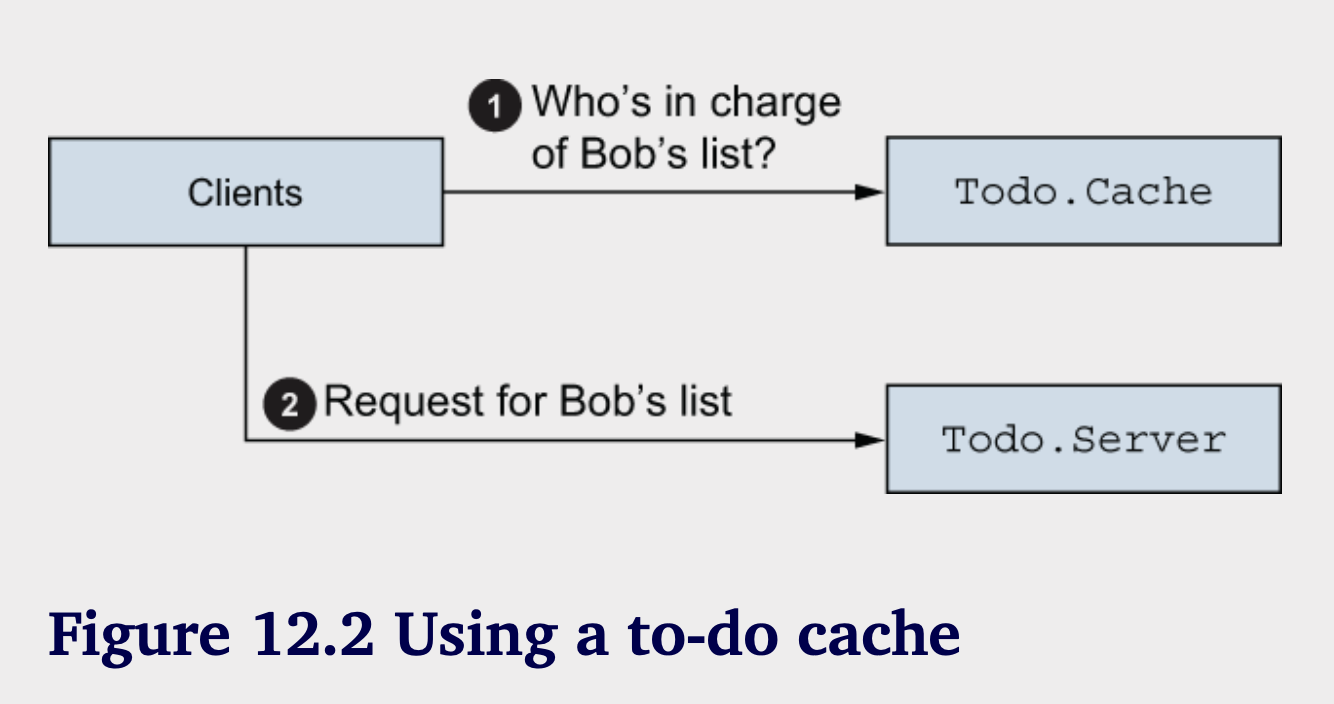 1 Who’s in charge
of Bob’s list?
Clients
Todo.Cache
2 Request for Bob’s list
Todo.Server
Figure 12.2 Using a to-do cache